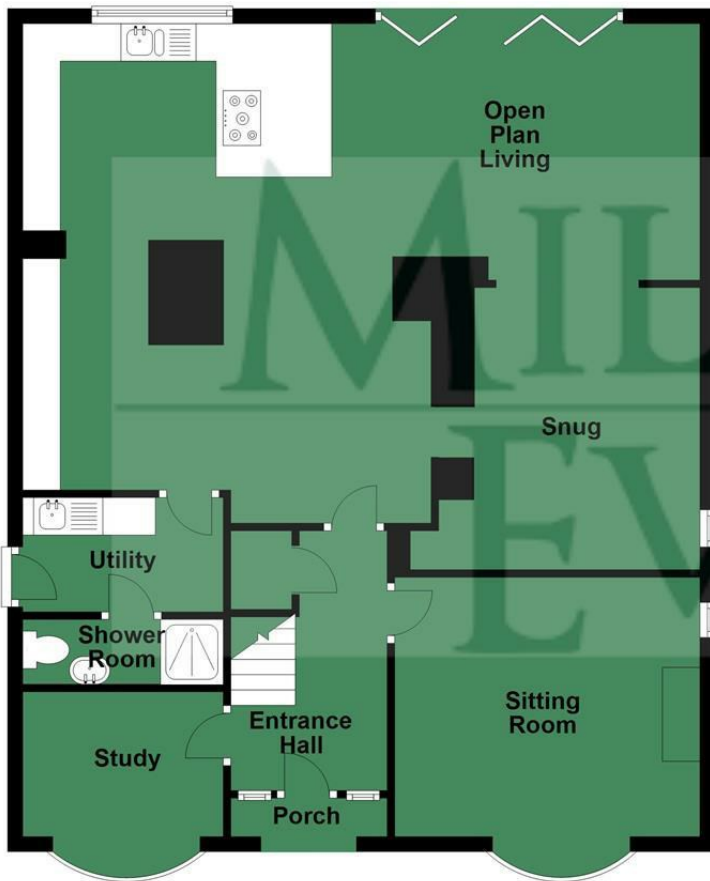 Open
Plan
Living
Snug
Utility
Shower
Room
Entrance
Hall
Sitting
Room
Study
Porch